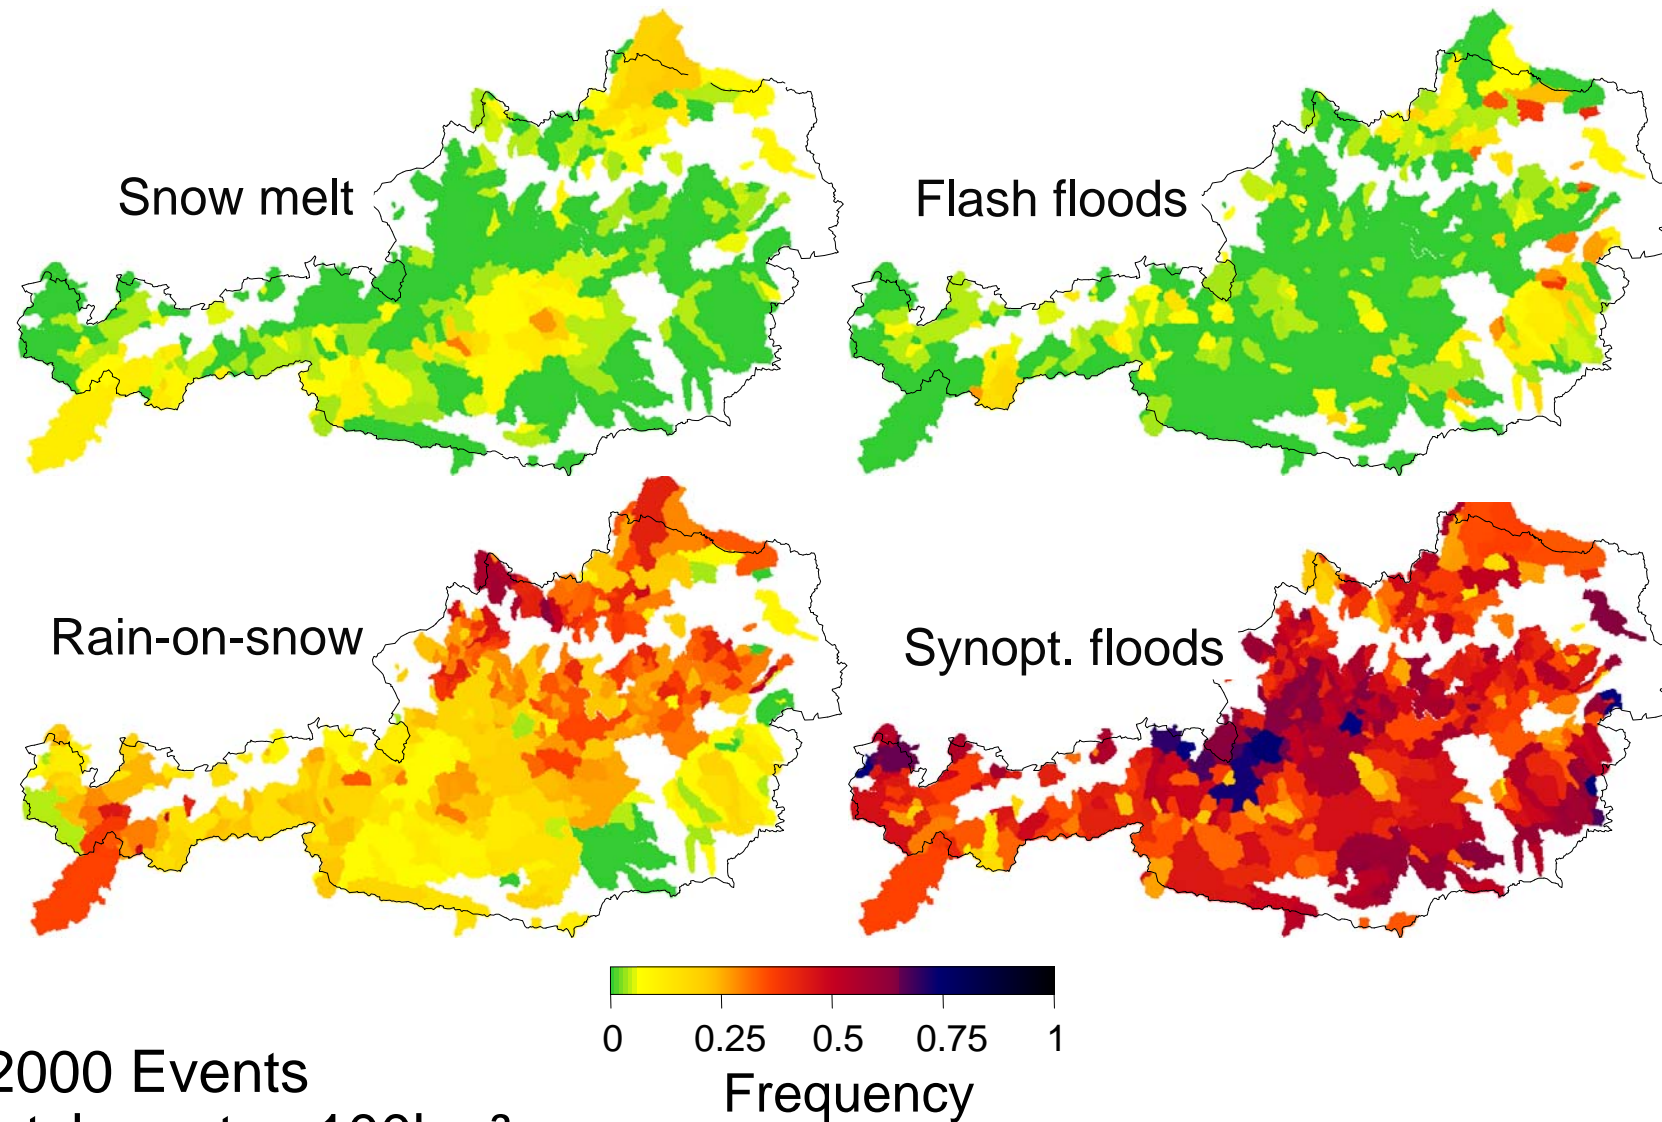 Snow melt
Flash floods
Rain-on-snow
Synopt. floods
0 0.25 0.5 0.75 1
Frequency
2000 Events